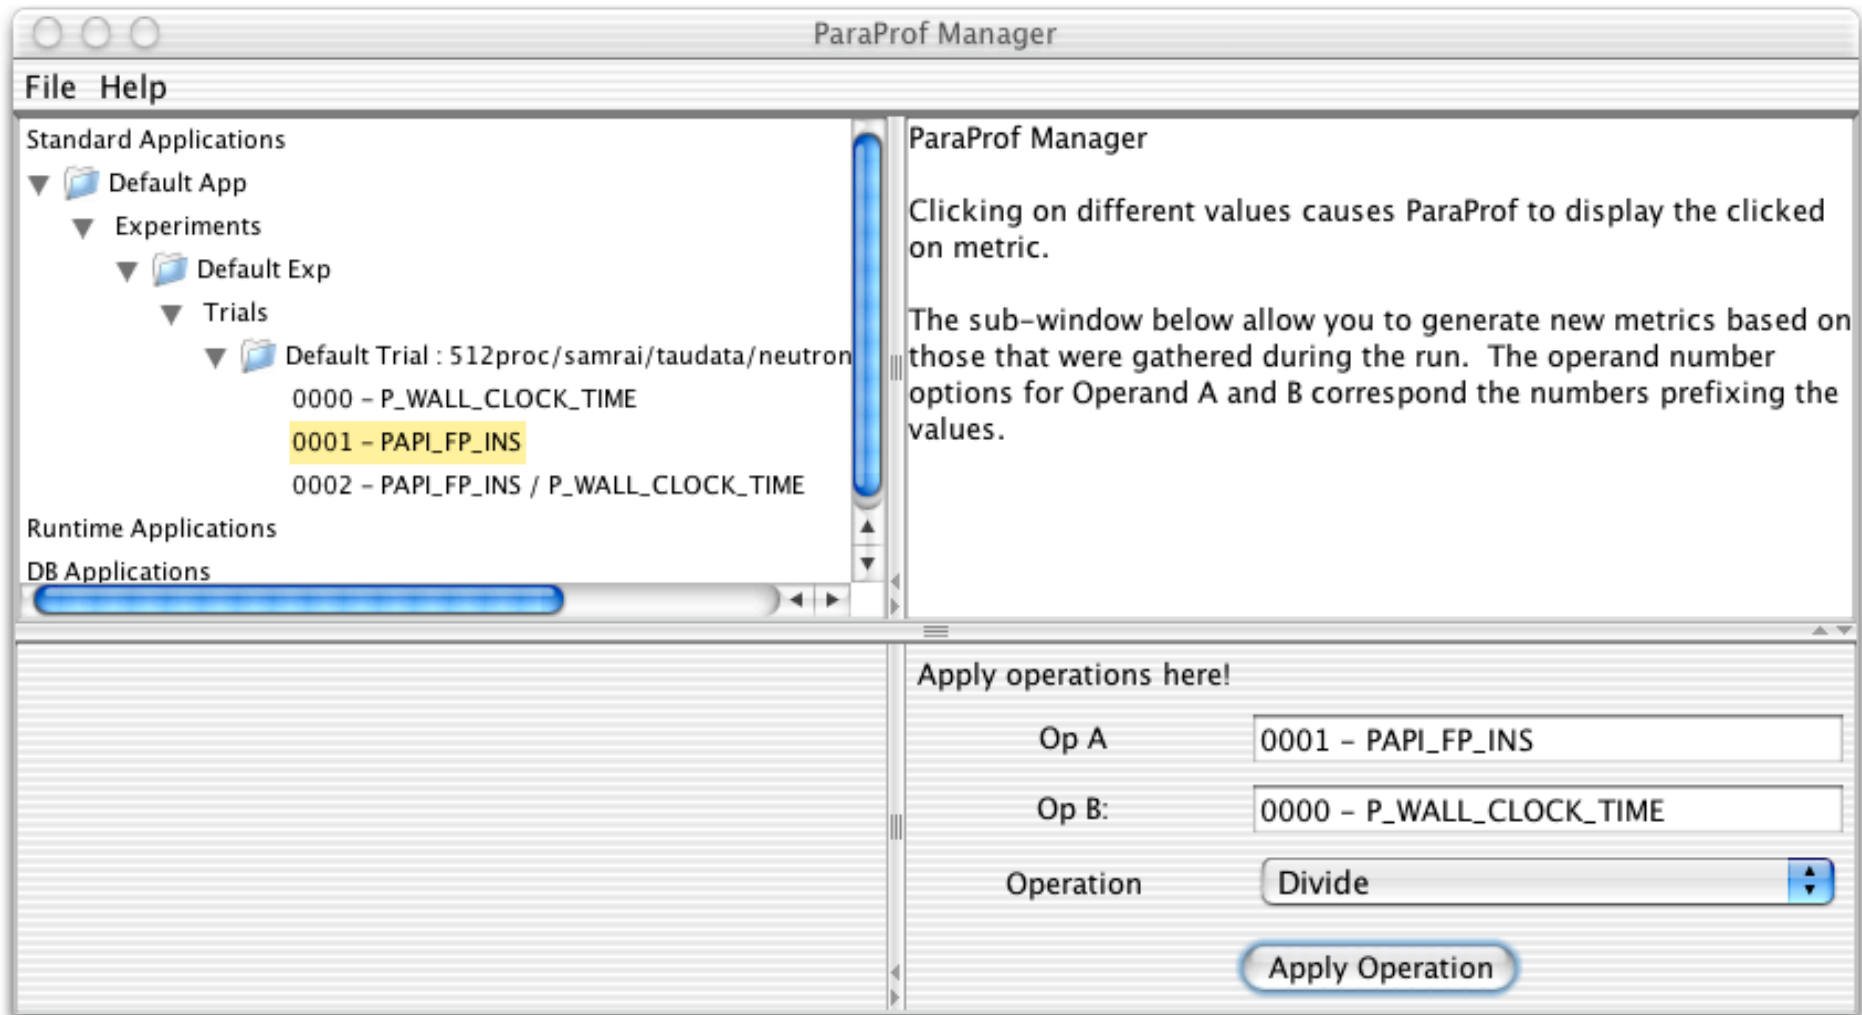 ParaProf Manager
File Help
Standard Applications
Default App
Experiments
Default Exp
Trials
Default Trial : 512proc/samrai/taudata/neutron
0000 – P_WALL_CLOCK_TIME
0001 – PAPI_FP_INS
0002 – PAPI_FP_INS / P_WALL_CLOCK_TIME
Runtime Applications
DB Applications
ParaProf Manager
Clicking on different values causes ParaProf to display the clicked
on metric.
The sub–window below allow you to generate new metrics based on
those that were gathered during the run.  The operand number
options for Operand A and B correspond the numbers prefixing the
values.
Apply operations here!
Op A
0001 – PAPI_FP_INS
Op B:
0000 – P_WALL_CLOCK_TIME
Operation
Divide
Apply Operation